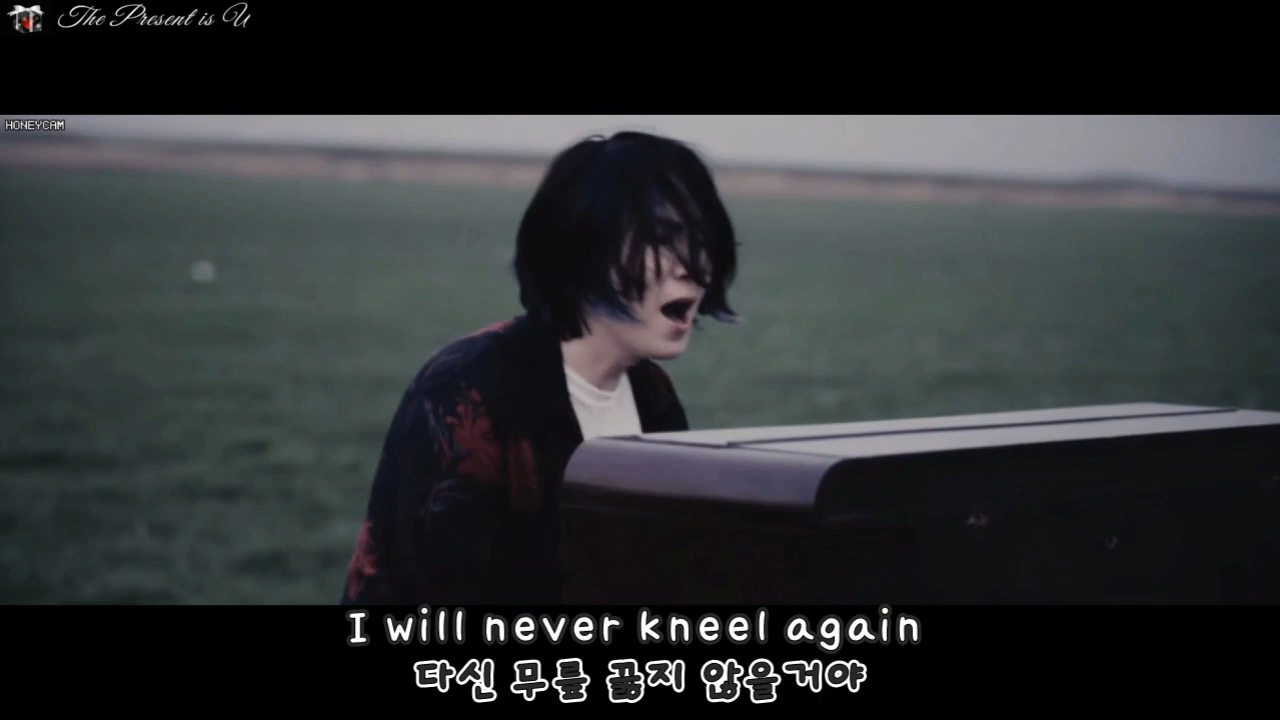 The Present is U
HONEYCAM
I will never kneel again
다신 무릎 꿇지 않을거야